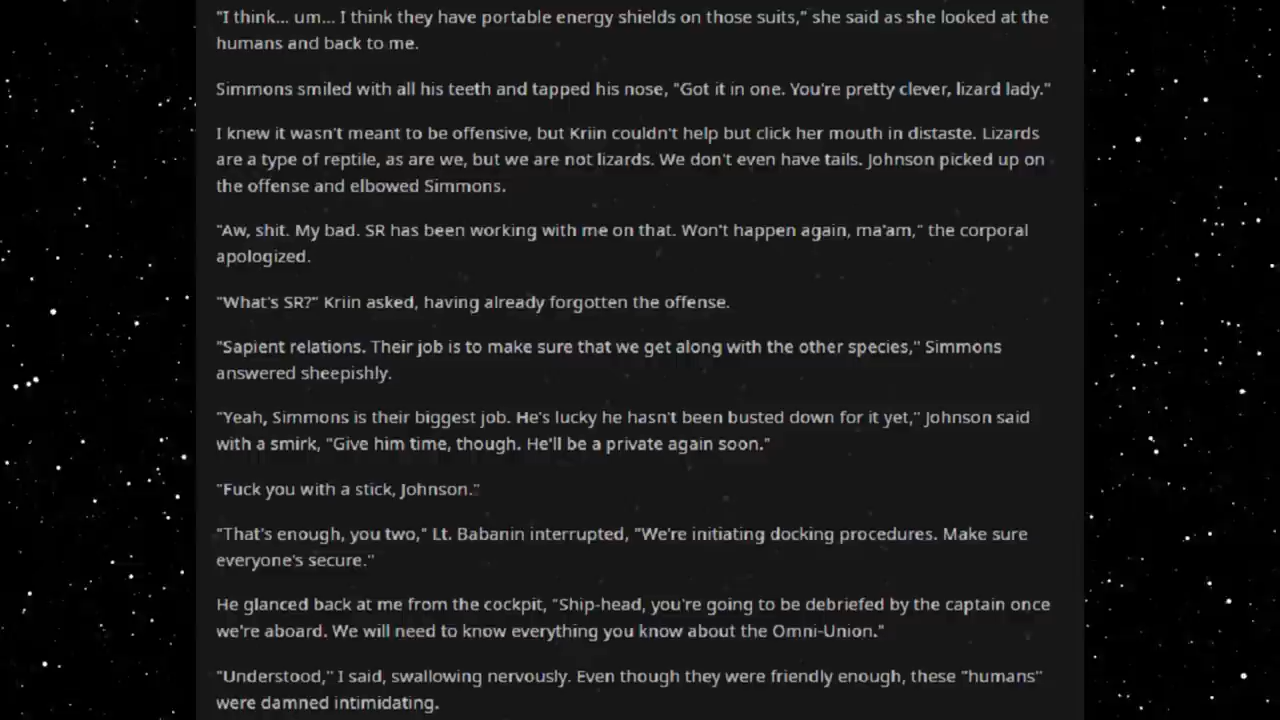 "I think... um... I think they have portable energy shields on those suits," she said as she looked at the
humans and back to me.
Simmons smiled with all his teeth and tapped his nose, "Got it in one. You're pretty clever, lizard lady."
I knew it wasn't meant to be offensive, but Kriin couldn't help but click her mouth in distaste. Lizards
are a type of reptile, as are we, but we are not lizards. We don't even have tails. Johnson picked up on
the offense and elbowed Simmons.
"Aw, shit. My bad. SR has been working with me on that. Won't happen again, ma'am," the corporal
apologized.
"What's SR?" Kriin asked, having already forgotten the offense.
"Sapient relations. Their job is to make sure that we get along with the other species," Simmons
answered sheepishly.
"Yeah, Simmons is their biggest job. He's lucky he hasn't been busted down for it yet," Johnson said
with a smirk, "Give him time, though. He'll be a private again soon."
"Fuck you with a stick, Johnson."
"That's enough, you two," Lt. Babanin interrupted, "We're initiating docking procedures. Make sure
everyone's secure."
He glanced back at me from the cockpit, "Ship-head, you're going to be debriefed by the captain once
we're aboard. We will need to know everything you know about the Omni-Union."
"Understood," I said, swallowing nervously. Even though they were friendly enough, these "humans"
were damned intimidating.